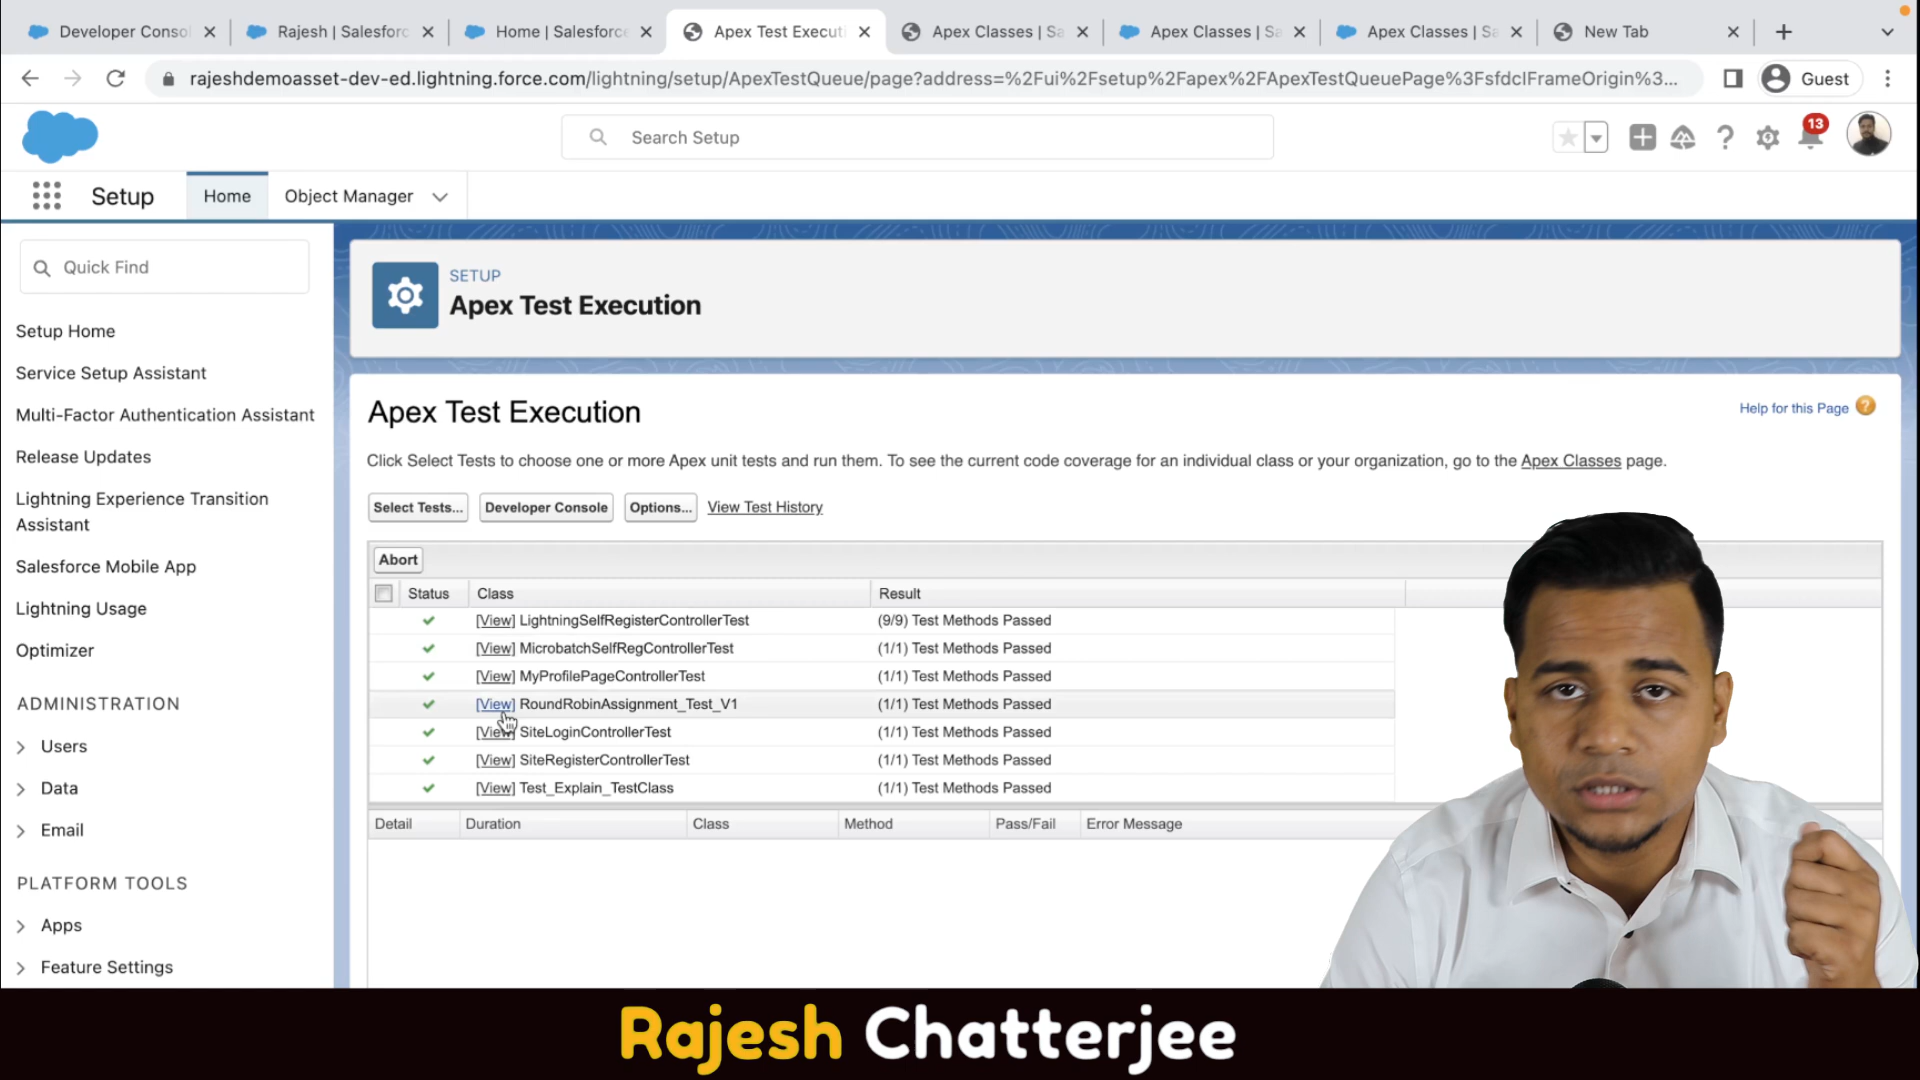 Developer Conso
Rajesh | Salesforc
Home | Salesforce
Apex Test Executi
Apex Classes | Sa
Apex Classes | Sa
Apex Classes | Sa
New Tab
rajeshdemoasset-dev-ed.lightning.force.com/lightning/setup/ApexTestQueue/page?address=%2Fui%2Fsetup%2Fapex%2FApexTestQueuePage%3FsfdcIFrameOrigin%3...
Guest
Search Setup
13
Setup
Home
Object Manager
Quick Find
Setup Home
Service Setup Assistant
Multi-Factor Authentication Assistant
Release Updates
Lightning Experience Transition
Assistant
Salesforce Mobile App
Lightning Usage
Optimizer
ADMINISTRATION
Users
Data
Email
PLATFORM TOOLS
Apps
Feature Settings
SETUP
Apex Test Execution
Apex Test Execution
Help for this Page ?
Click Select Tests to choose one or more Apex unit tests and run them. To see the current code coverage for an individual class or your organization, go to the Apex Classes page.
Select Tests... Developer Console Options... View Test History
Abort
Status Class Result
[View] LightningSelfRegisterControllerTest (9/9) Test Methods Passed
[View] MicrobatchSelfRegControllerTest (1/1) Test Methods Passed
[View] MyProfilePageControllerTest (1/1) Test Methods Passed
[View] RoundRobinAssignment_Test_V1 (1/1) Test Methods Passed
[View] SiteLoginControllerTest (1/1) Test Methods Passed
[View] SiteRegisterControllerTest (1/1) Test Methods Passed
[View] Test_Explain_TestClass (1/1) Test Methods Passed
Detail Duration Class Method Pass/Fail Error Message
Rajesh Chatterjee